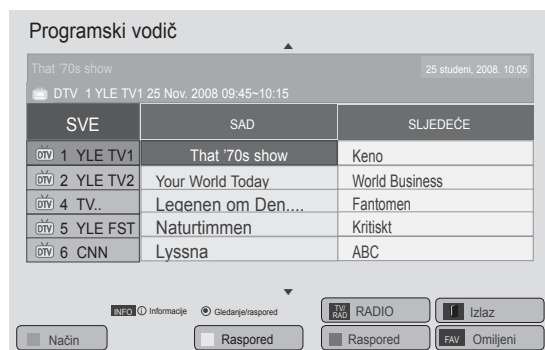 Programski vodič
That '70s show
25 studeni, 2008. 10:05
DTV 1 YLE TV1 25 Nov. 2008 09:45~10:15
SVE SAD SLJEDEĆE
DTV 1 YLE TV1 That '70s show Keno
DTV 2 YLE TV2 Your World Today World Business
DTV 4 TV.. Legenen om Den.... Fantomen
DTV 5 YLE FST Naturtimmen Kritiskt
DTV 6 CNN Lyssna ABC
INFO i Informacije Gledanje/raspored TV/RAD RADIO Izlaz
Način Raspored Raspored FAV Omiljeni